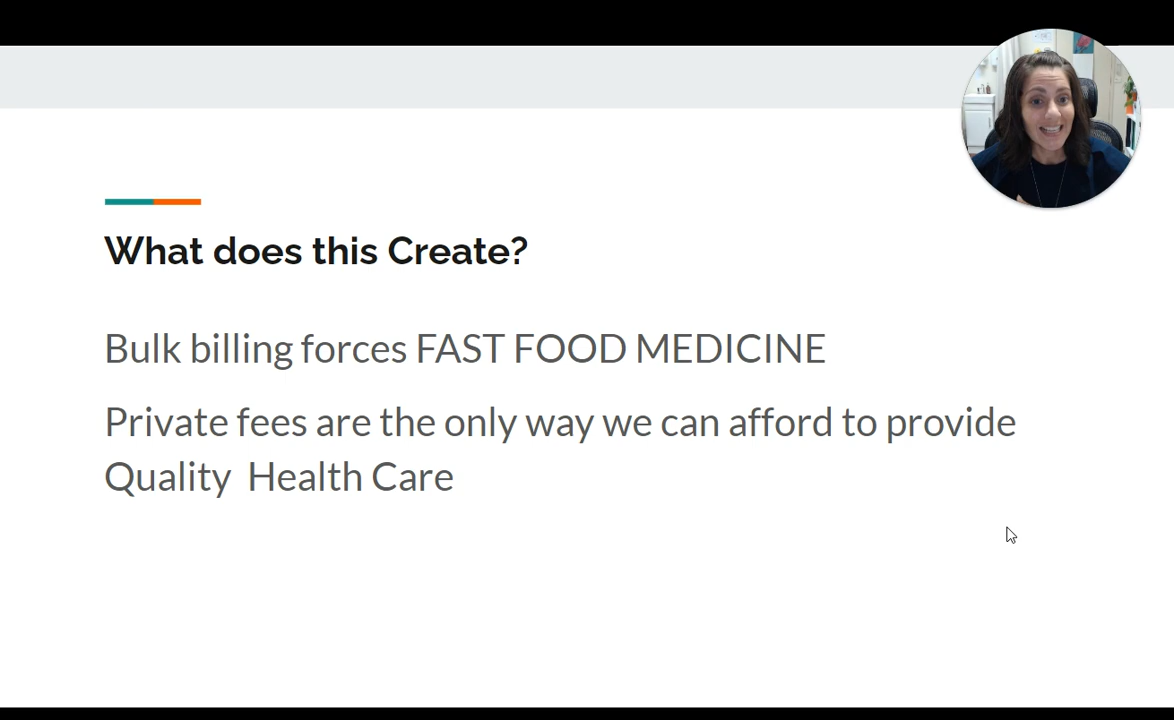 What does this Create?
Bulk billing forces FAST FOOD MEDICINE
Private fees are the only way we can afford to provide
Quality  Health Care